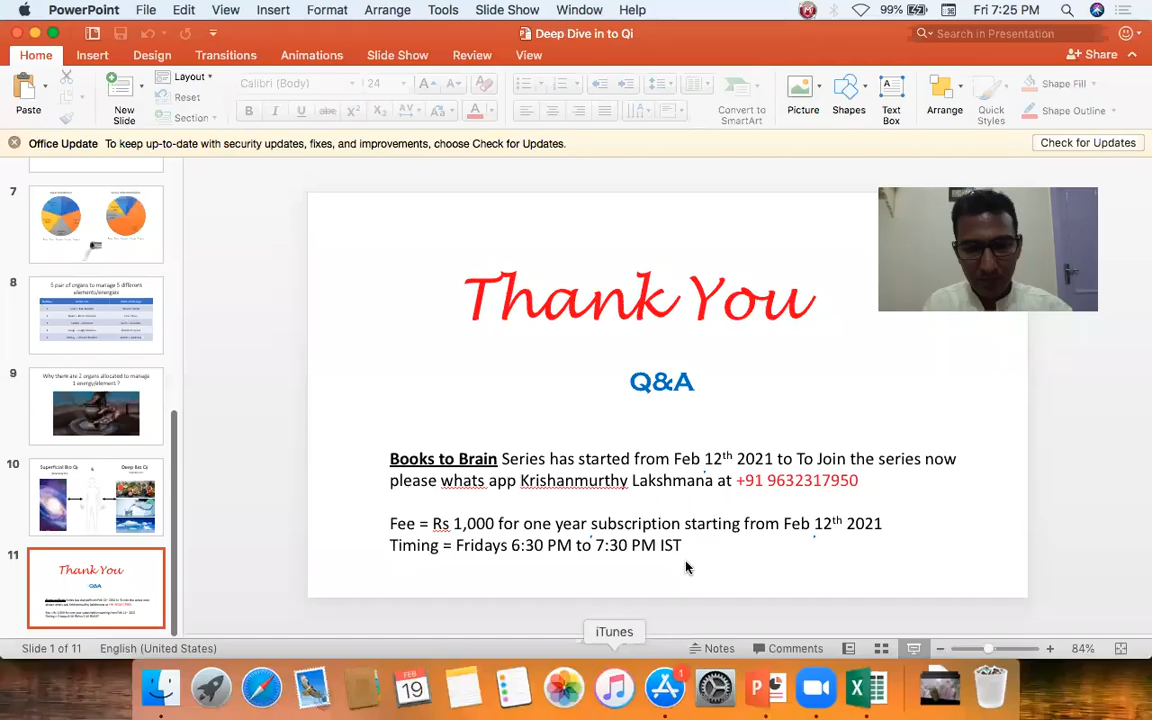 PowerPoint File Edit View Insert Format Arrange Tools Slide Show Window Help 99% Fri 7:25 PM
Deep Dive in to Qi Search in Presentation
Home Insert Design Transitions Animations Slide Show Review View Share
Paste New Slide Layout Reset Section Calibri (Body) 24 Convert to SmartArt Picture Shapes Text Box Arrange Quick Styles Shape Fill Shape Outline
Office Update To keep up-to-date with security updates, fixes, and improvements, choose Check for Updates. Check for Updates
7
8
5 pair of organs to manage 5 different
elements/energies
9
Why there are 2 organs allocated to manage
1 energy/element ?
10
Superficial Bio Qi
11
Thank You
Q&A
Thank You
Q&A
Books to Brain Series has started from Feb 12th 2021 to To Join the series now
please whats app Krishanmurthy Lakshmana at +91 9632317950
Fee = Rs 1,000 for one year subscription starting from Feb 12th 2021
Timing = Fridays 6:30 PM to 7:30 PM IST
iTunes
Slide 1 of 11 English (United States) Notes Comments 84%
FEB
19
1